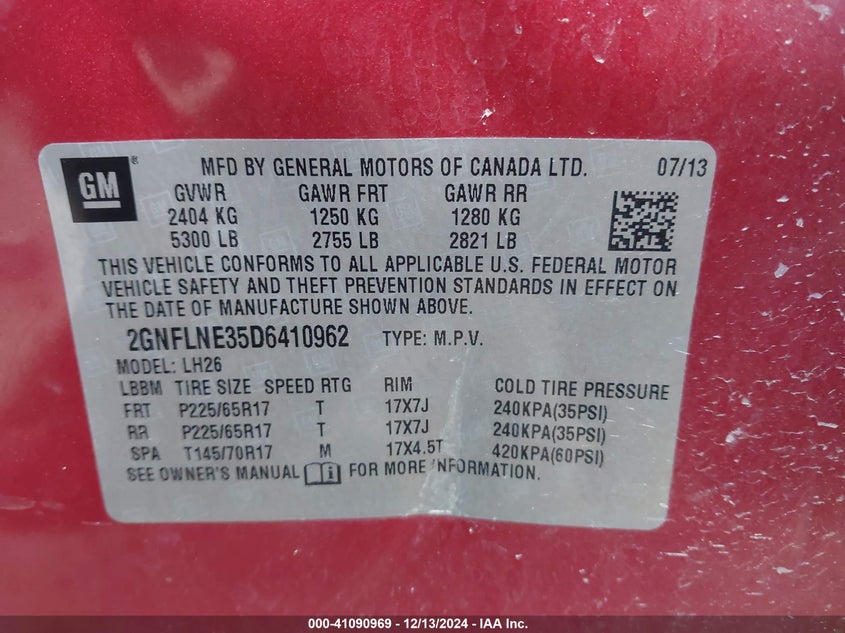 GM ®
MFD BY GENERAL MOTORS OF CANADA LTD. 07/13
GVWR GAWR FRT GAWR RR
2404 KG 1250 KG 1280 KG
5300 LB 2755 LB 2821 LB
THIS VEHICLE CONFORMS TO ALL APPLICABLE U.S. FEDERAL MOTOR
VEHICLE SAFETY AND THEFT PREVENTION STANDARDS IN EFFECT ON
THE DATE OF MANUFACTURE SHOWN ABOVE.
2GNFLNE35D6410962 TYPE: M.P.V.
MODEL: LH26
LBBM TIRE SIZE SPEED RTG RIM COLD TIRE PRESSURE
FRT P225/65R17 T 17X7J 240KPA(35PSI)
RR P225/65R17 T 17X7J 240KPA(35PSI)
SPA T145/70R17 M 17X4.5T 420KPA(60PSI)
SEE OWNER'S MANUAL i FOR MORE INFORMATION.
000-41090969 - 12/13/2024 - IAA Inc.